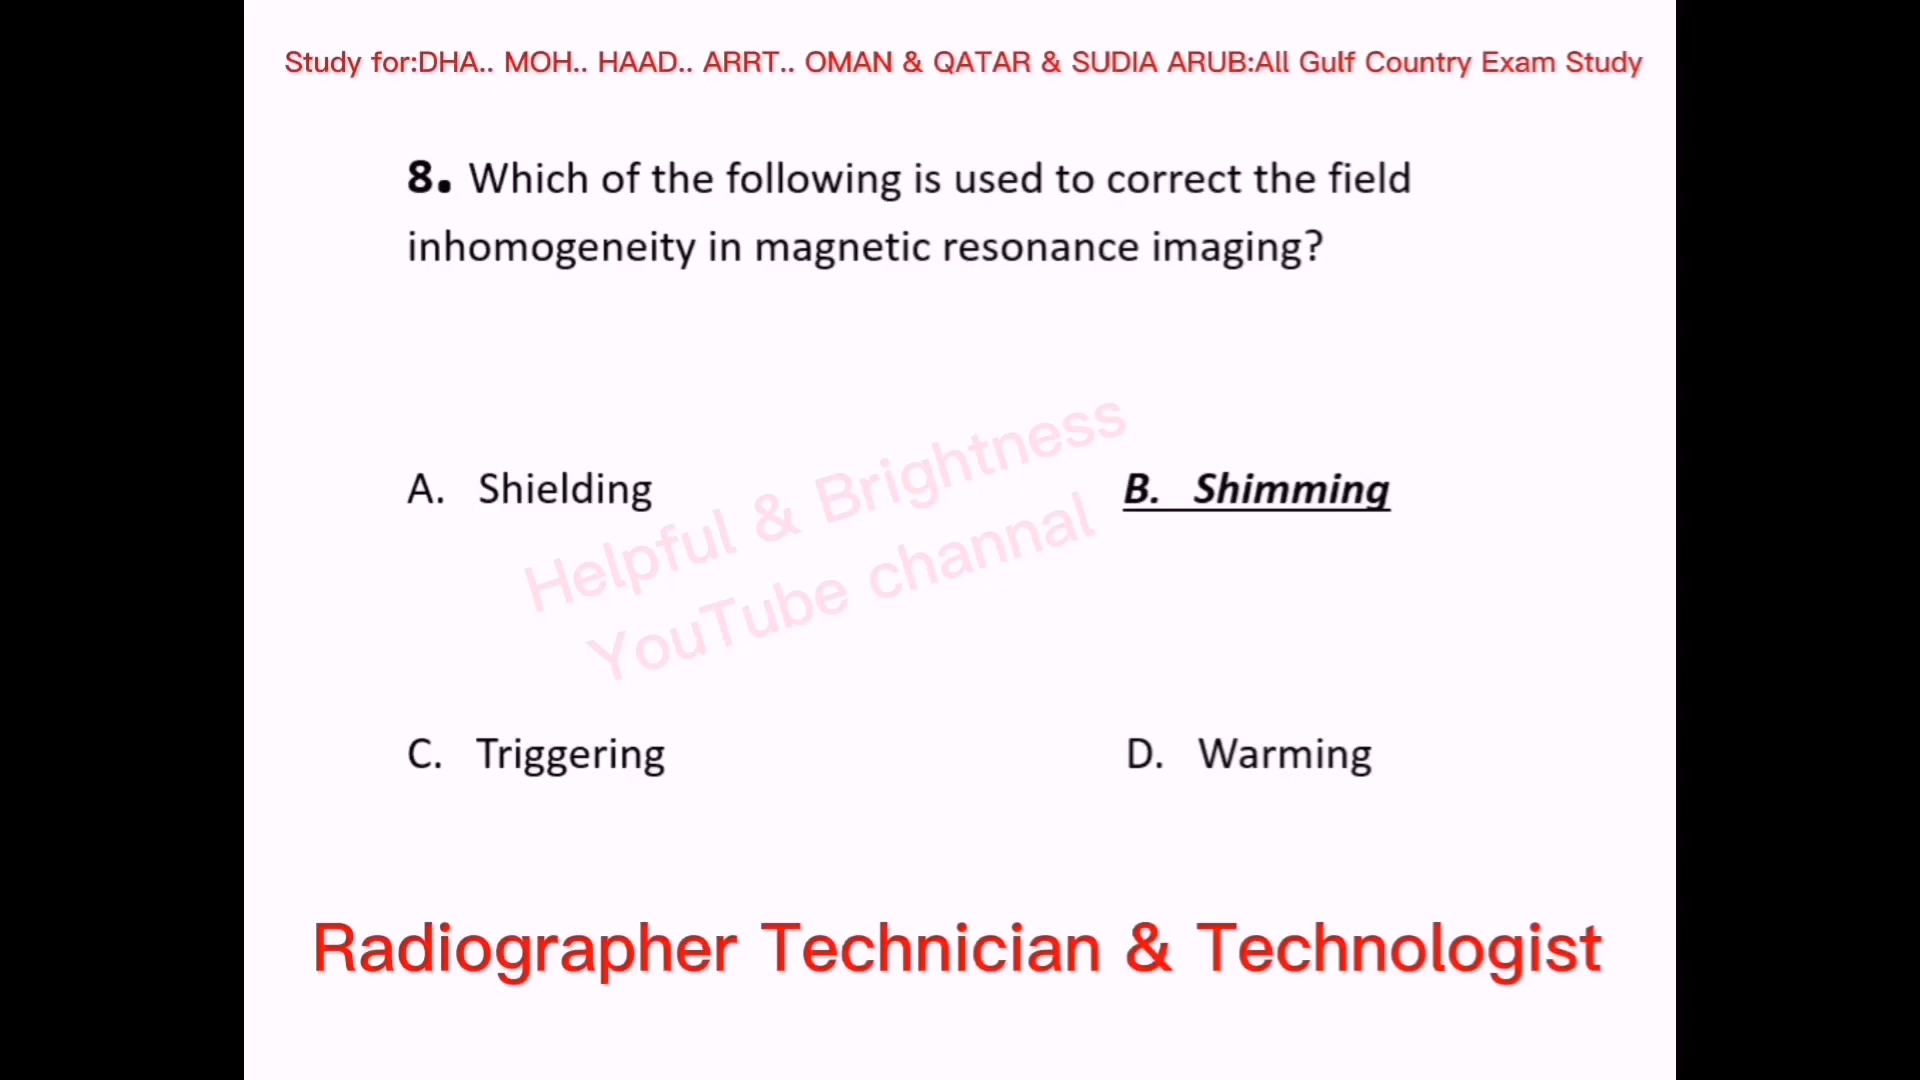 Study for:DHA.. MOH.. HAAD.. ARRT.. OMAN & QATAR & SUDIA ARUB:All Gulf Country Exam Study
8. Which of the following is used to correct the field
inhomogeneity in magnetic resonance imaging?
A. Shielding
B. Shimming
Helpful & Brightness
YouTube channal
C. Triggering
D. Warming
Radiographer Technician & Technologist